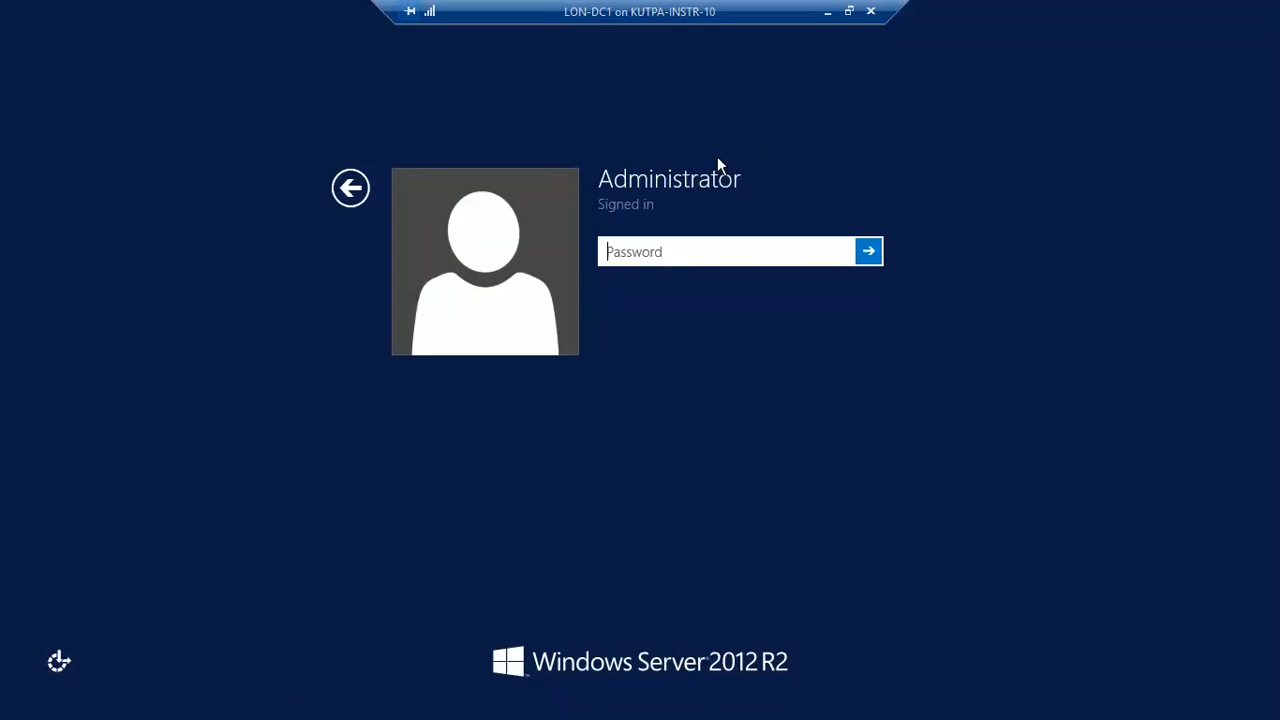 LON-DC1 on KUTPA-INSTR-10
Administrator
Signed in
Password
Windows Server 2012 R2